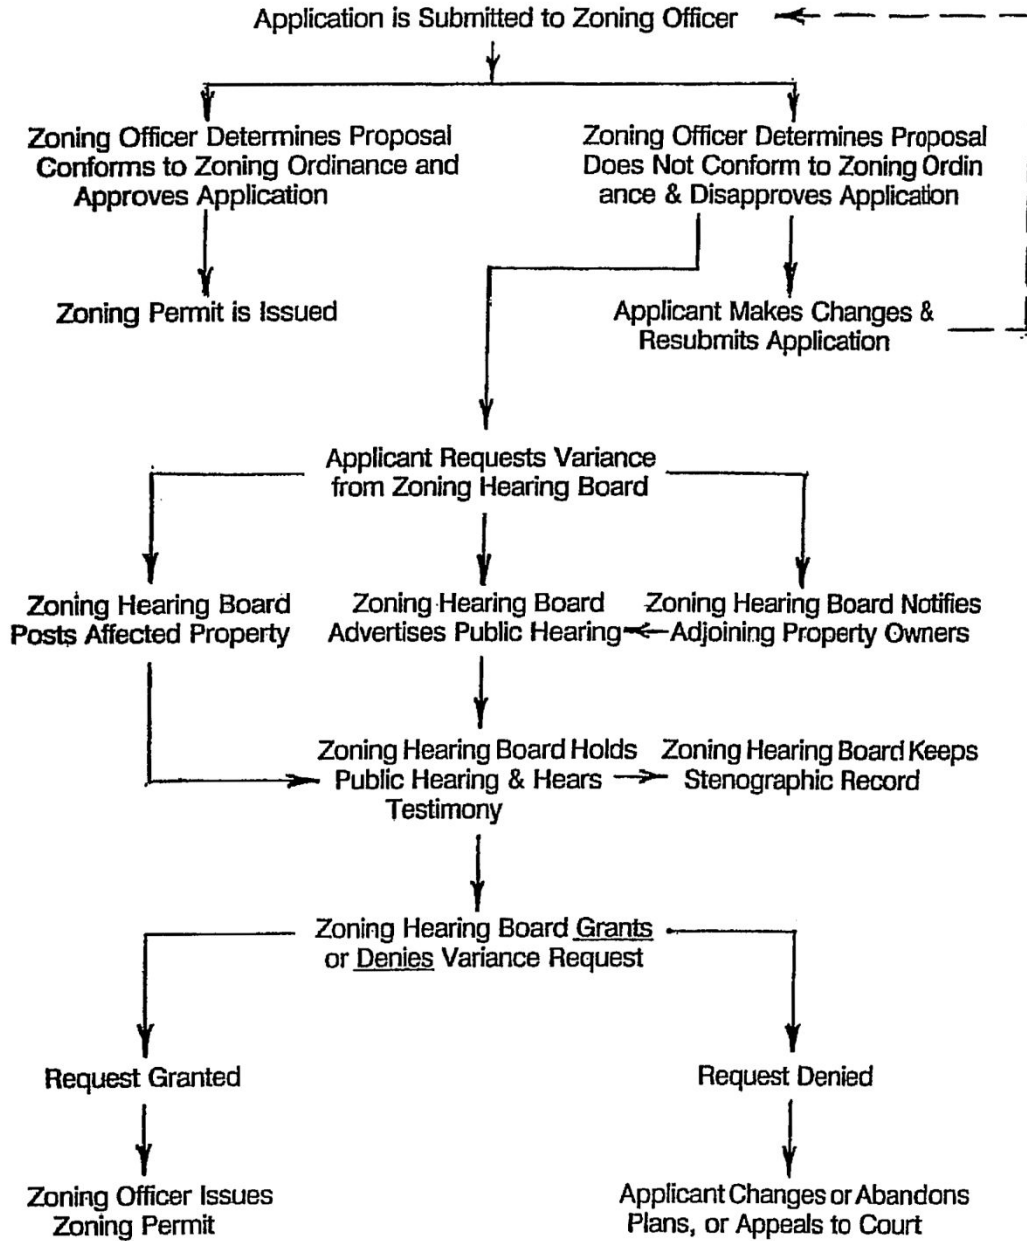 Application is Submitted to Zoning Officer
Zoning Officer Determines Proposal
Conforms to Zoning Ordinance and
Approves Application
Zoning Officer Determines Proposal
Does Not Conform to Zoning Ordin
ance & Disapproves Application
Zoning Permit is Issued
Applicant Makes Changes &
Resubmits Application
Applicant Requests Variance
from Zoning Hearing Board
Zoning Hearing Board
Posts Affected Property
Zoning Hearing Board
Advertises Public Hearing
Zoning Hearing Board Notifies
Adjoining Property Owners
Zoning Hearing Board Holds
Public Hearing & Hears
Testimony
Zoning Hearing Board Keeps
Stenographic Record
Zoning Hearing Board Grants
or Denies Variance Request
Request Granted
Request Denied
Zoning Officer Issues
Zoning Permit
Applicant Changes or Abandons
Plans, or Appeals to Court